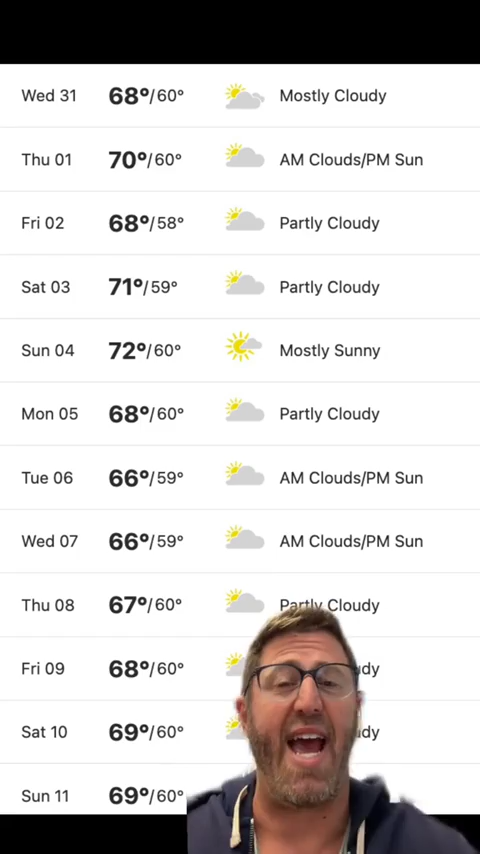 Wed 31 68°/60° Mostly Cloudy
Thu 01 70°/60° AM Clouds/PM Sun
Fri 02 68°/58° Partly Cloudy
Sat 03 71°/59° Partly Cloudy
Sun 04 72°/60° Mostly Sunny
Mon 05 68°/60° Partly Cloudy
Tue 06 66°/59° AM Clouds/PM Sun
Wed 07 66°/59° AM Clouds/PM Sun
Thu 08 67°/60° Partly Cloudy
Fri 09 68°/60°
Sat 10 69°/60°
Sun 11 69°/60°